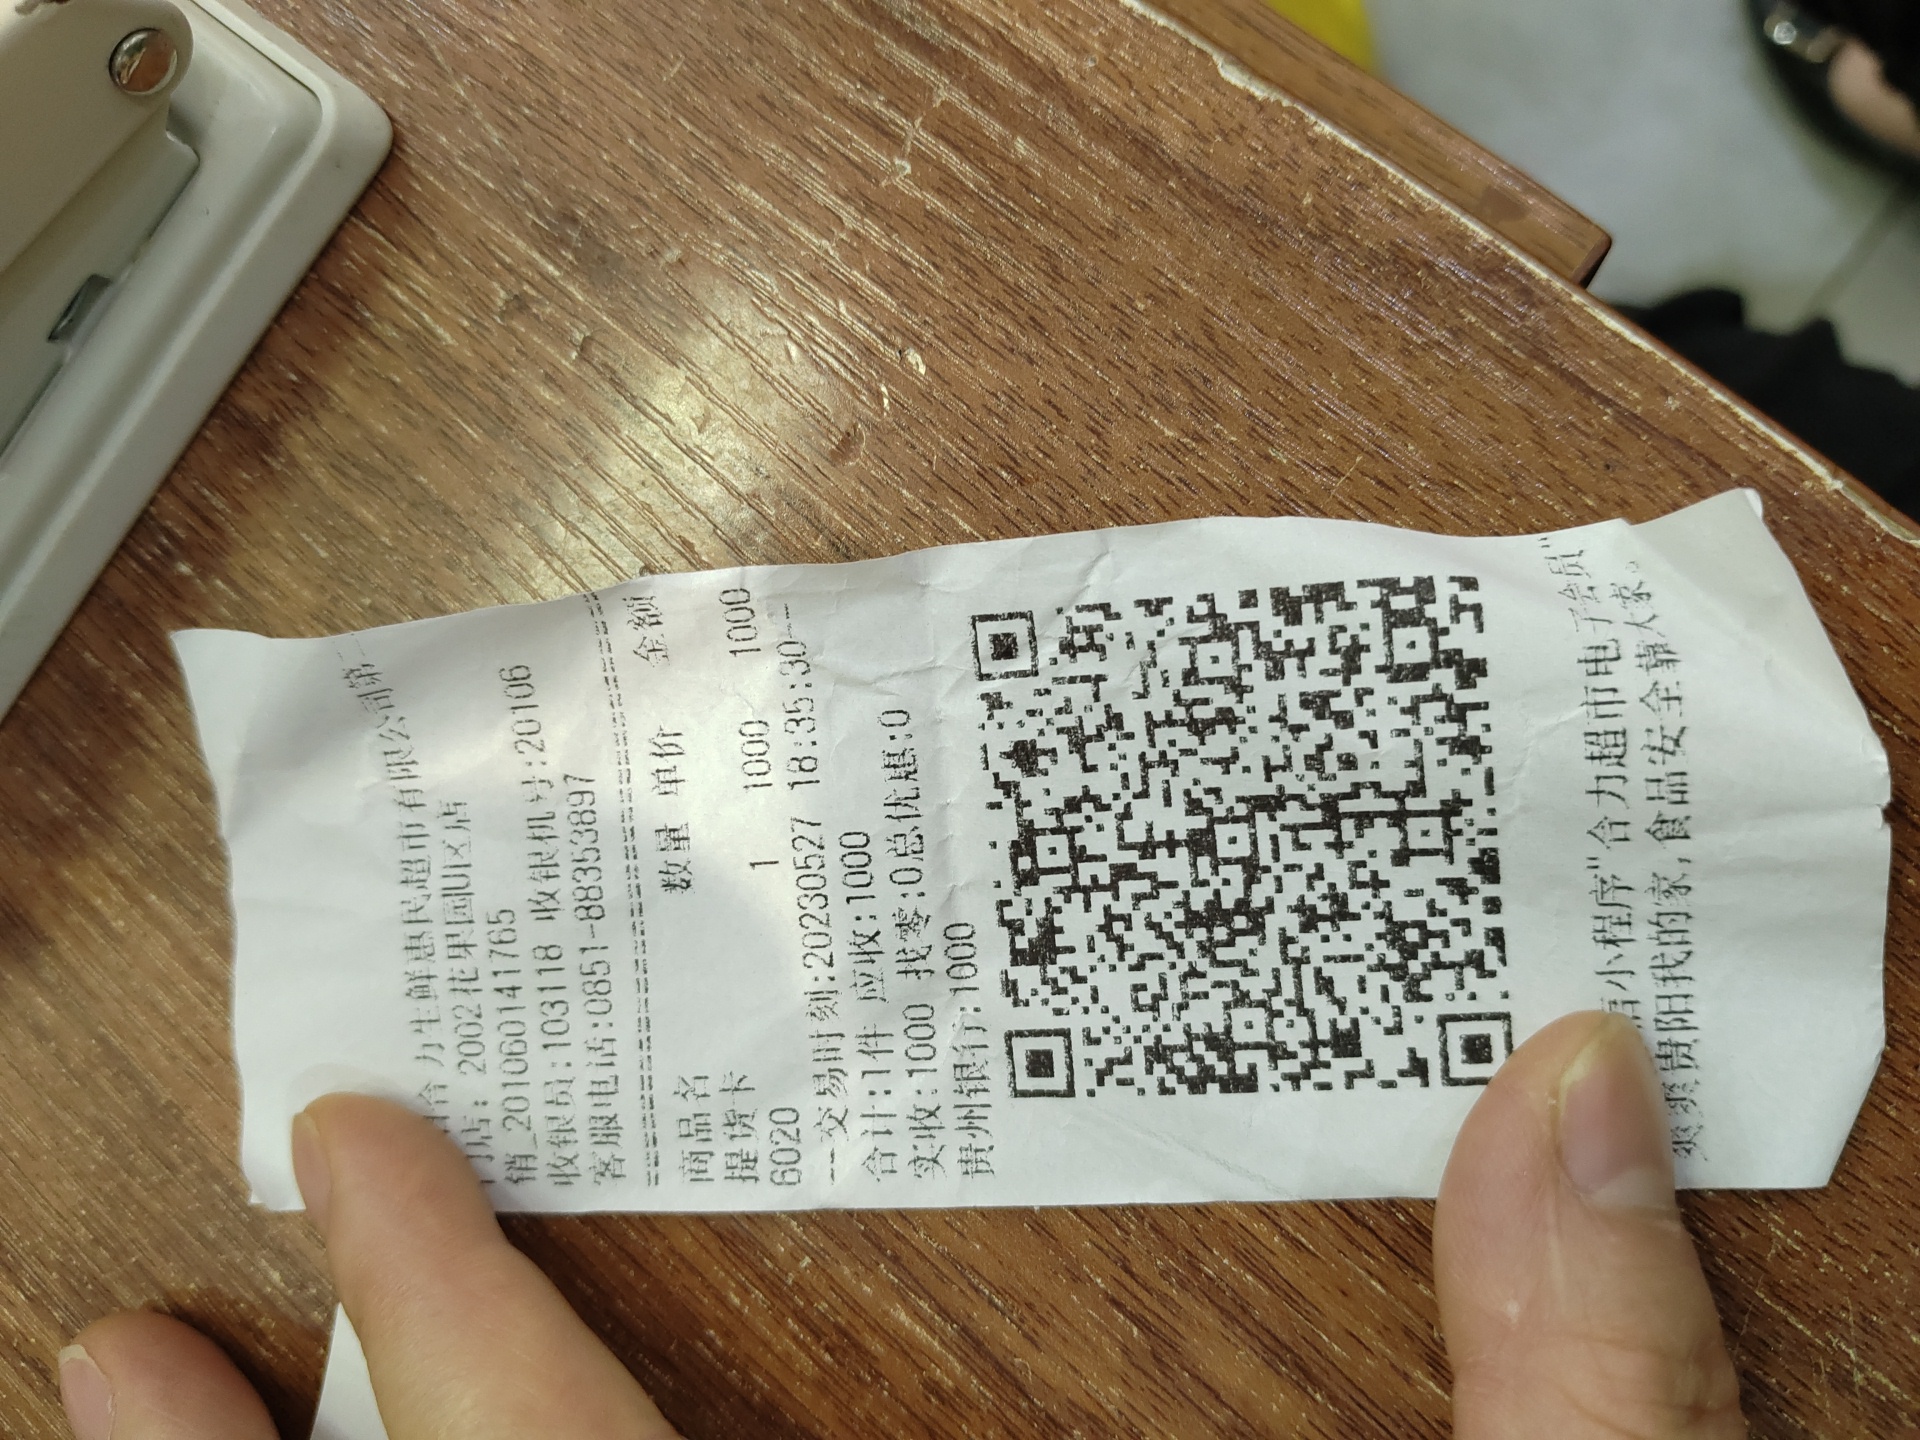 合力生鲜惠民超市有限公司第二
门店: 2002花果园U区店
销_201060141765
收银员:103118 收银机号:20106
客服电话:0851-88353897
商品名 数量 单价 金额
提货卡
6020 1 1000 1000
--交易时刻:20230527 18:35:30--
合计:1件 应收:1000
实收:1000 找零:0总优惠:0
贵州银行:1000
小程序"合力超市电子会员"
爽爽贵阳我的家,食品安全靠大家。